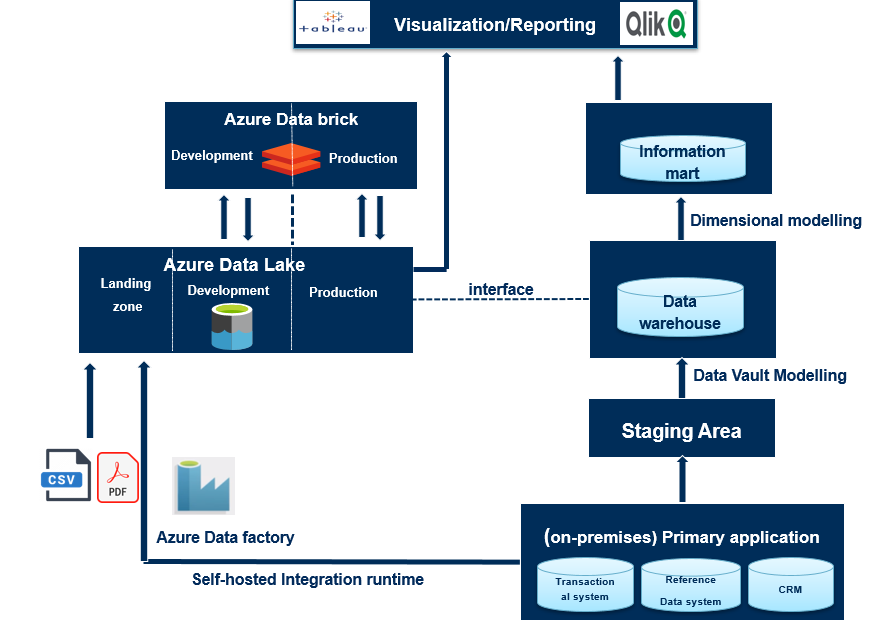 tableau
Visualization/Reporting
Qlik Q
Azure Data brick
Development
Production
Information
mart
Dimensional modelling
Azure Data Lake
Landing
zone
Development
Production
interface
Data
warehouse
Data Vault Modelling
Staging Area
CSV
PDF
Azure Data factory
Self-hosted Integration runtime
(on-premises) Primary application
Transaction
al system
Reference
Data system
CRM